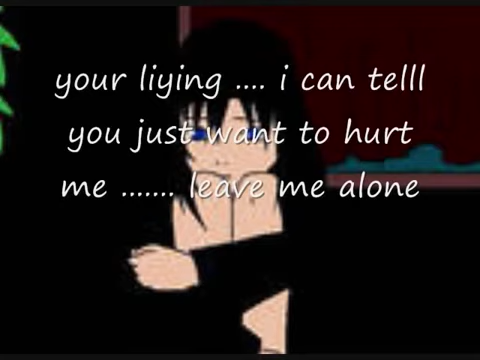 your liying .... i can telll
you just want to hurt
me ....... leave me alone